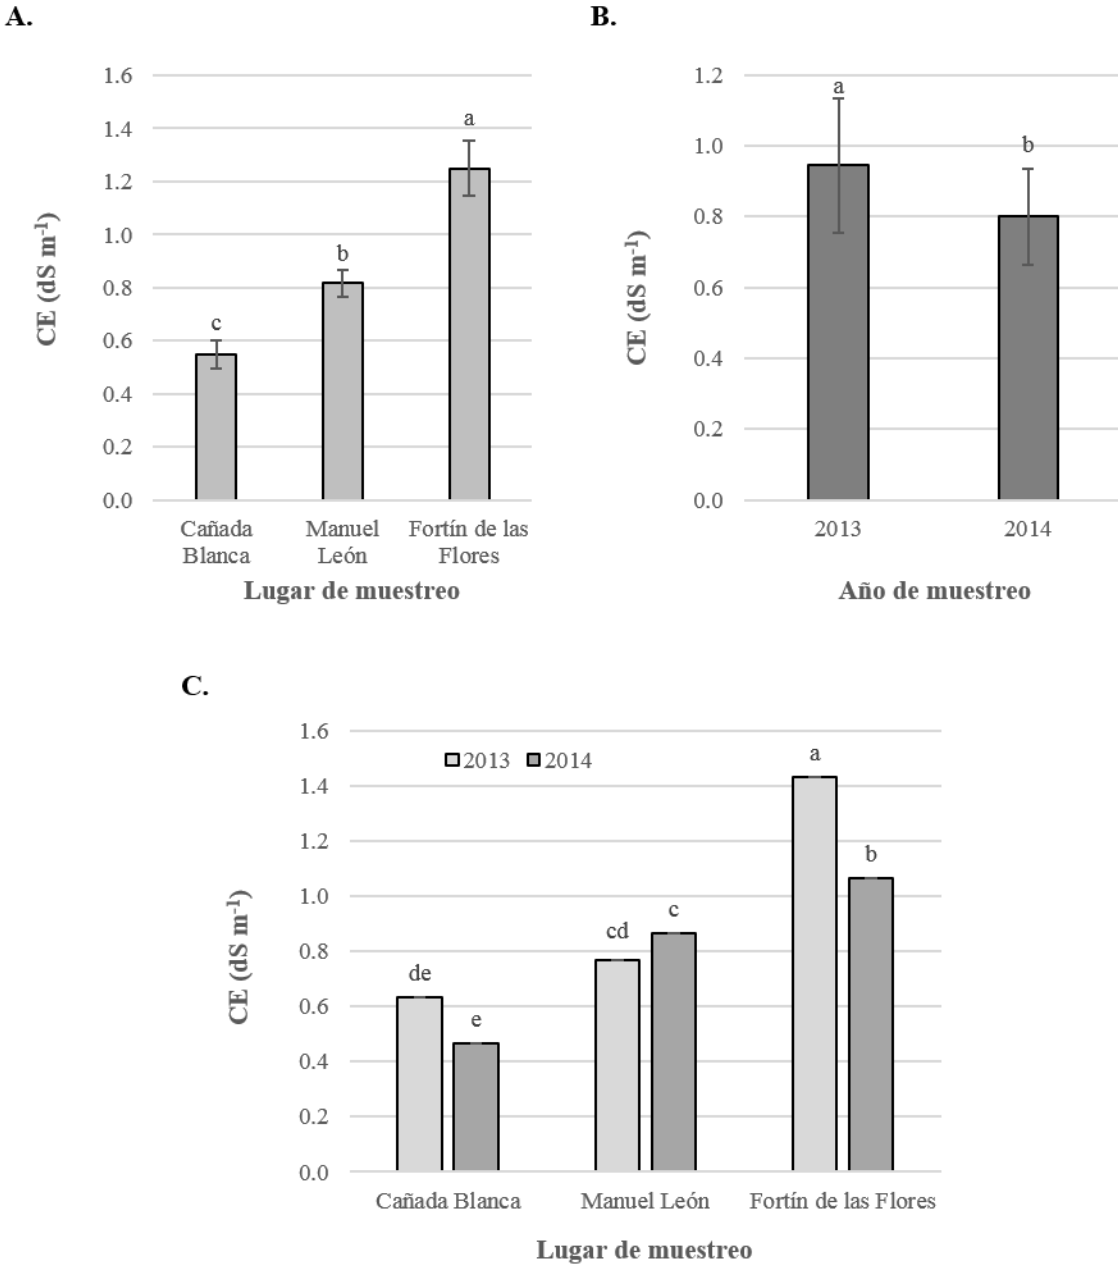 A.
1.6
1.4
1.2
1.0
0.8
0.6
0.4
0.2
0.0
CE (dS m⁻¹)
c
b
a
Cañada
Blanca
Manuel
León
Fortín de las
Flores
Lugar de muestreo
B.
1.2
1.0
0.8
0.6
0.4
0.2
0.0
CE (dS m⁻¹)
a
b
2013
2014
Año de muestreo
C.
1.6
1.4
1.2
1.0
0.8
0.6
0.4
0.2
0.0
CE (dS m⁻¹)
2013 2014
de
e
cd
c
a
b
Cañada Blanca
Manuel León
Fortín de las Flores
Lugar de muestreo